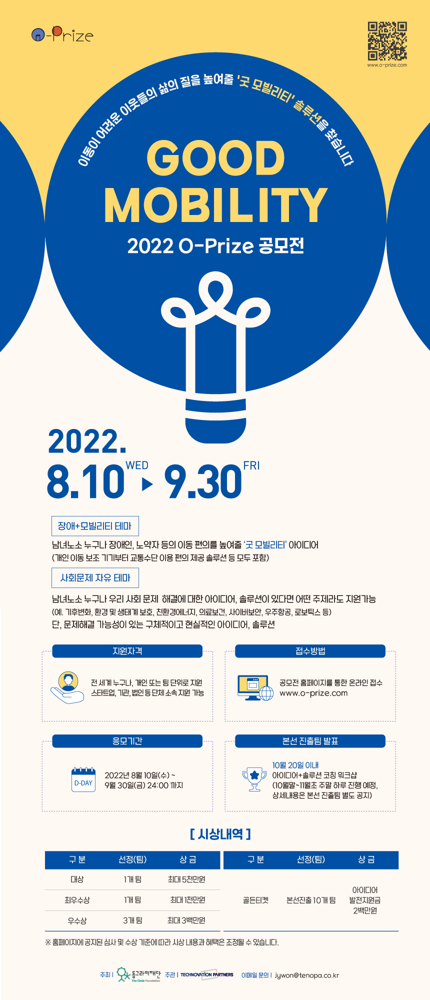 O-Prize
www.o-prize.com
이동이 어려운 이웃들의 삶의 질을 높여줄 '굿 모빌리티' 솔루션을 찾습니다
GOOD
MOBILITY
2022 O-Prize 공모전
2022.
8.10 WED ▶ 9.30 FRI
장애+모빌리티 테마
남녀노소 누구나 장애인, 노약자 등의 이동 편의를 높여줄 ‘굿 모빌리티’ 아이디어
(개인 이동 보조 기기부터 교통수단 이용 편의 제공 솔루션 등 모두 포함)
사회문제 자유 테마
남녀노소 누구나 우리 사회 문제 해결에 대한 아이디어, 솔루션이 있다면 어떤 주제라도 지원가능
(예. 기후변화, 환경 및 생태계 보호, 친환경에너지, 의료보건, 사이버보안, 우주항공, 로보틱스 등)
단, 문제해결 가능성이 있는 구체적이고 현실적인 아이디어, 솔루션
지원자격
전 세계 누구나, 개인 또는 팀 단위로 지원
스타트업, 기관, 법인 등 단체 소속 지원 가능
접수방법
공모전 홈페이지를 통한 온라인 접수
www.o-prize.com
응모기간
D-DAY
2022년 8월 10일(수) ~
9월 30일(금) 24:00 까지
본선 진출팀 발표
10월 20일 이내
아이디어+솔루션 코칭 워크샵
(10월말~11월초 주말 하루 진행 예정,
상세내용은 본선 진출팀 별도 공지)
[ 시상내역 ]
구 분 선정(팀) 상 금
대상 1개 팀 최대 5천만원
최우수상 1개 팀 최대 1천만원
우수상 3개 팀 최대 3백만원
구 분 선정(팀) 상 금
골든티켓 본선진출 10개 팀 아이디어
발전지원금
2백만원
※ 홈페이지에 공지된 심사 및 수상 기준에 따라 시상 내용과 혜택은 조정될 수 있습니다.
주최 | 동그라미재단 The Circle Foundation 주관 | TECHNOVATION PARTNERS 이메일 문의 | jywon@tenopa.co.kr